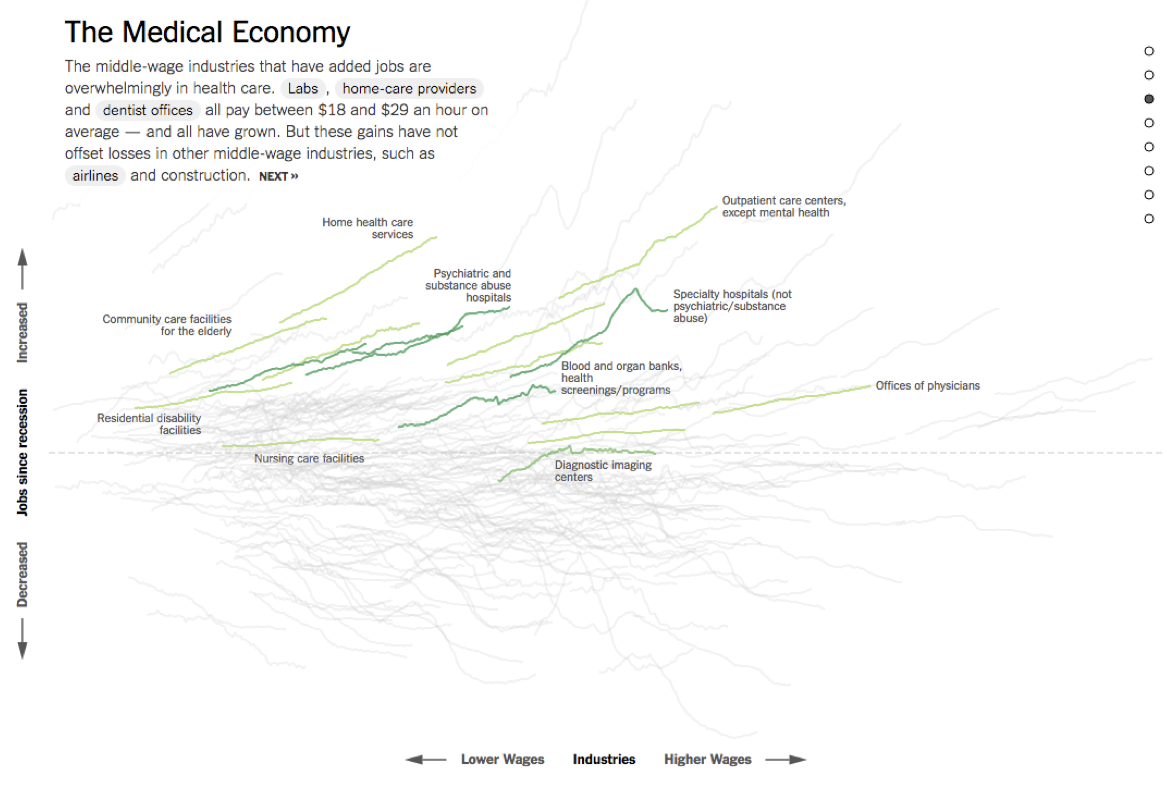 The Medical Economy
The middle-wage industries that have added jobs are
overwhelmingly in health care. Labs , home-care providers
and dentist offices all pay between $18 and $29 an hour on
average — and all have grown. But these gains have not
offset losses in other middle-wage industries, such as
airlines and construction. NEXT »
Outpatient care centers,
except mental health
Home health care
services
Psychiatric and
substance abuse
hospitals
Specialty hospitals (not
psychiatric/substance
abuse)
Community care facilities
for the elderly
Blood and organ banks,
health
screenings/programs
Offices of physicians
Residential disability
facilities
Nursing care facilities
Diagnostic imaging
centers
Increased
Jobs since recession
Decreased
Lower Wages Industries Higher Wages